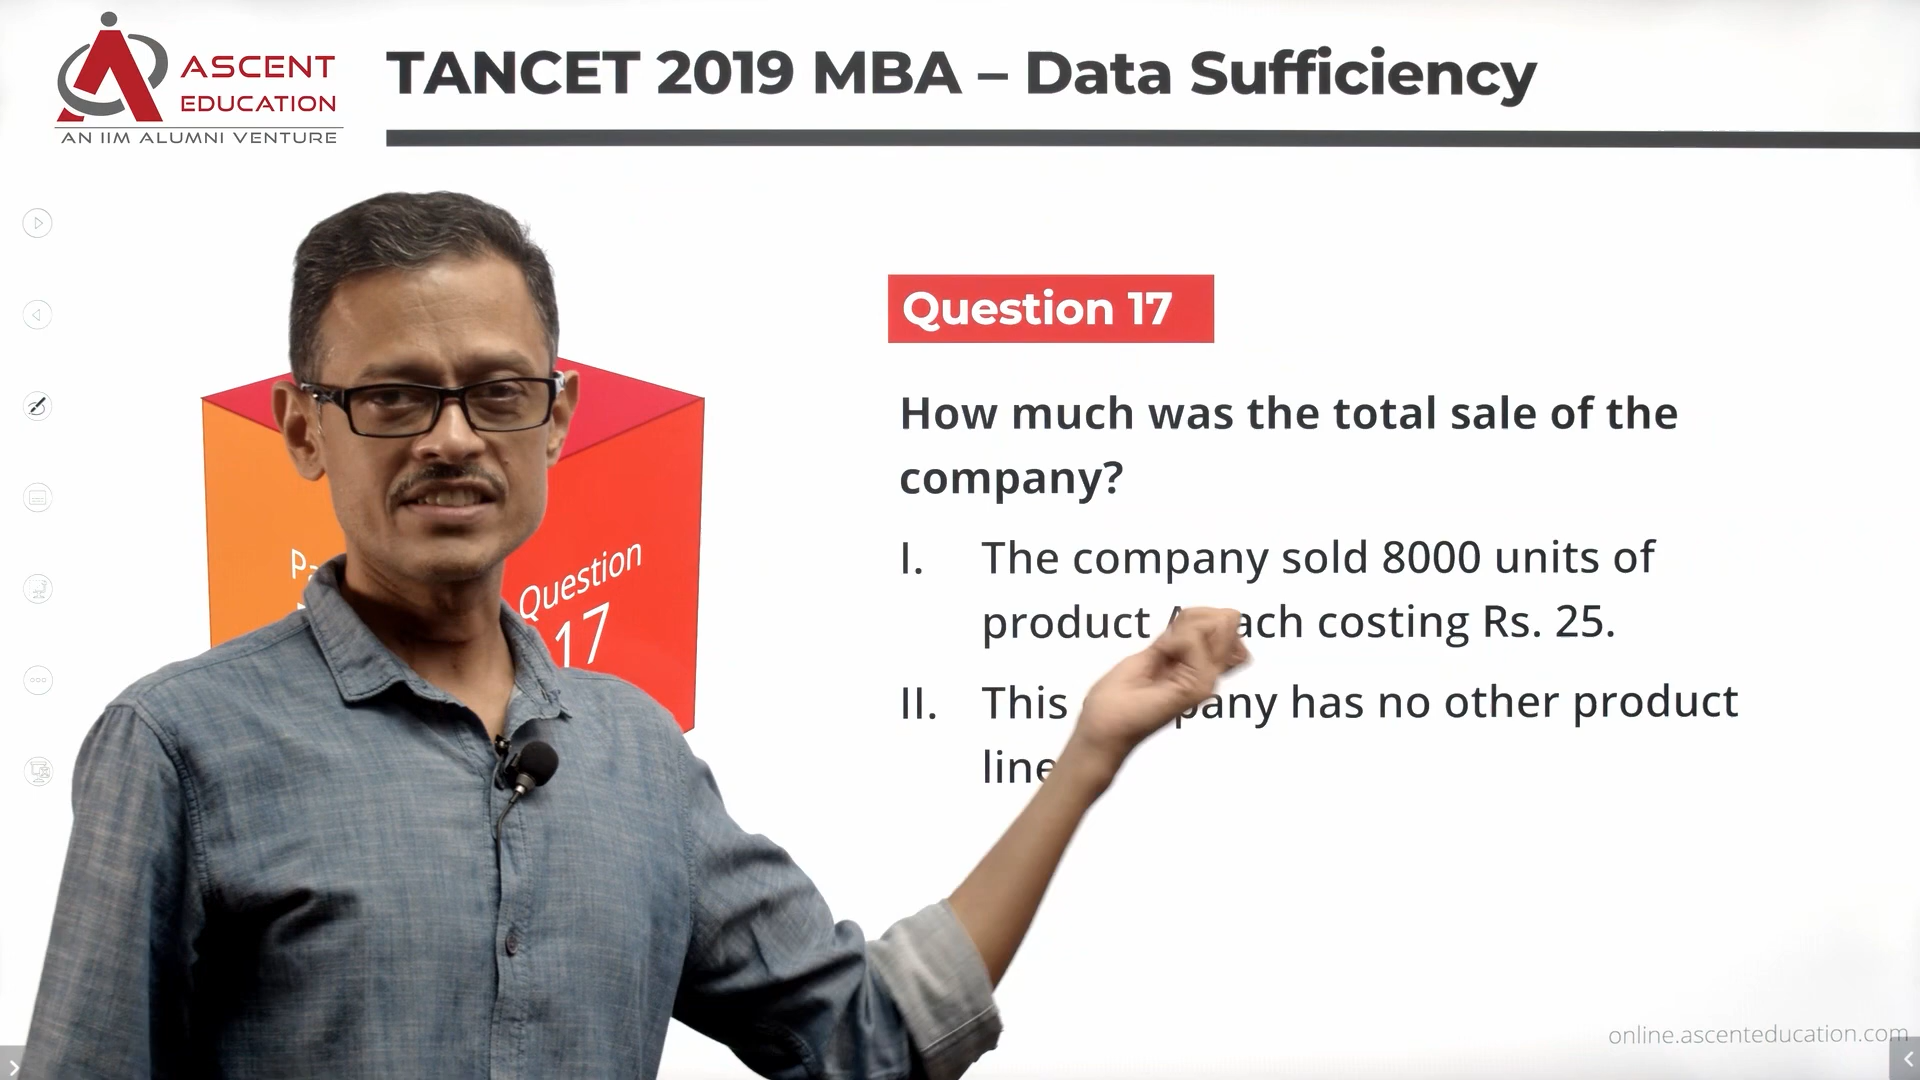 ASCENT
EDUCATION
AN IIM ALUMNI VENTURE
TANCET 2019 MBA – Data Sufficiency
Question 17
How much was the total sale of the
company?
I. The company sold 8000 units of
product costing Rs. 25.
II. This has no other product
line
Question
17
online.ascenteducation.com